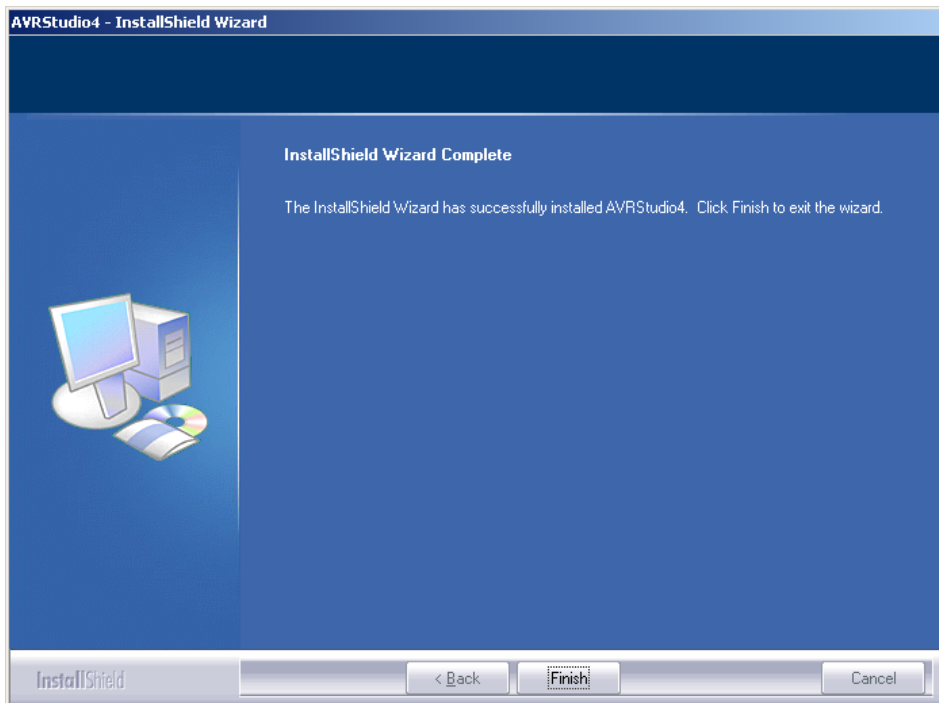 AVRStudio4 - InstallShield Wizard
InstallShield Wizard Complete
The InstallShield Wizard has successfully installed AVRStudio4. Click Finish to exit the wizard.
InstallShield
< Back
Finish
Cancel